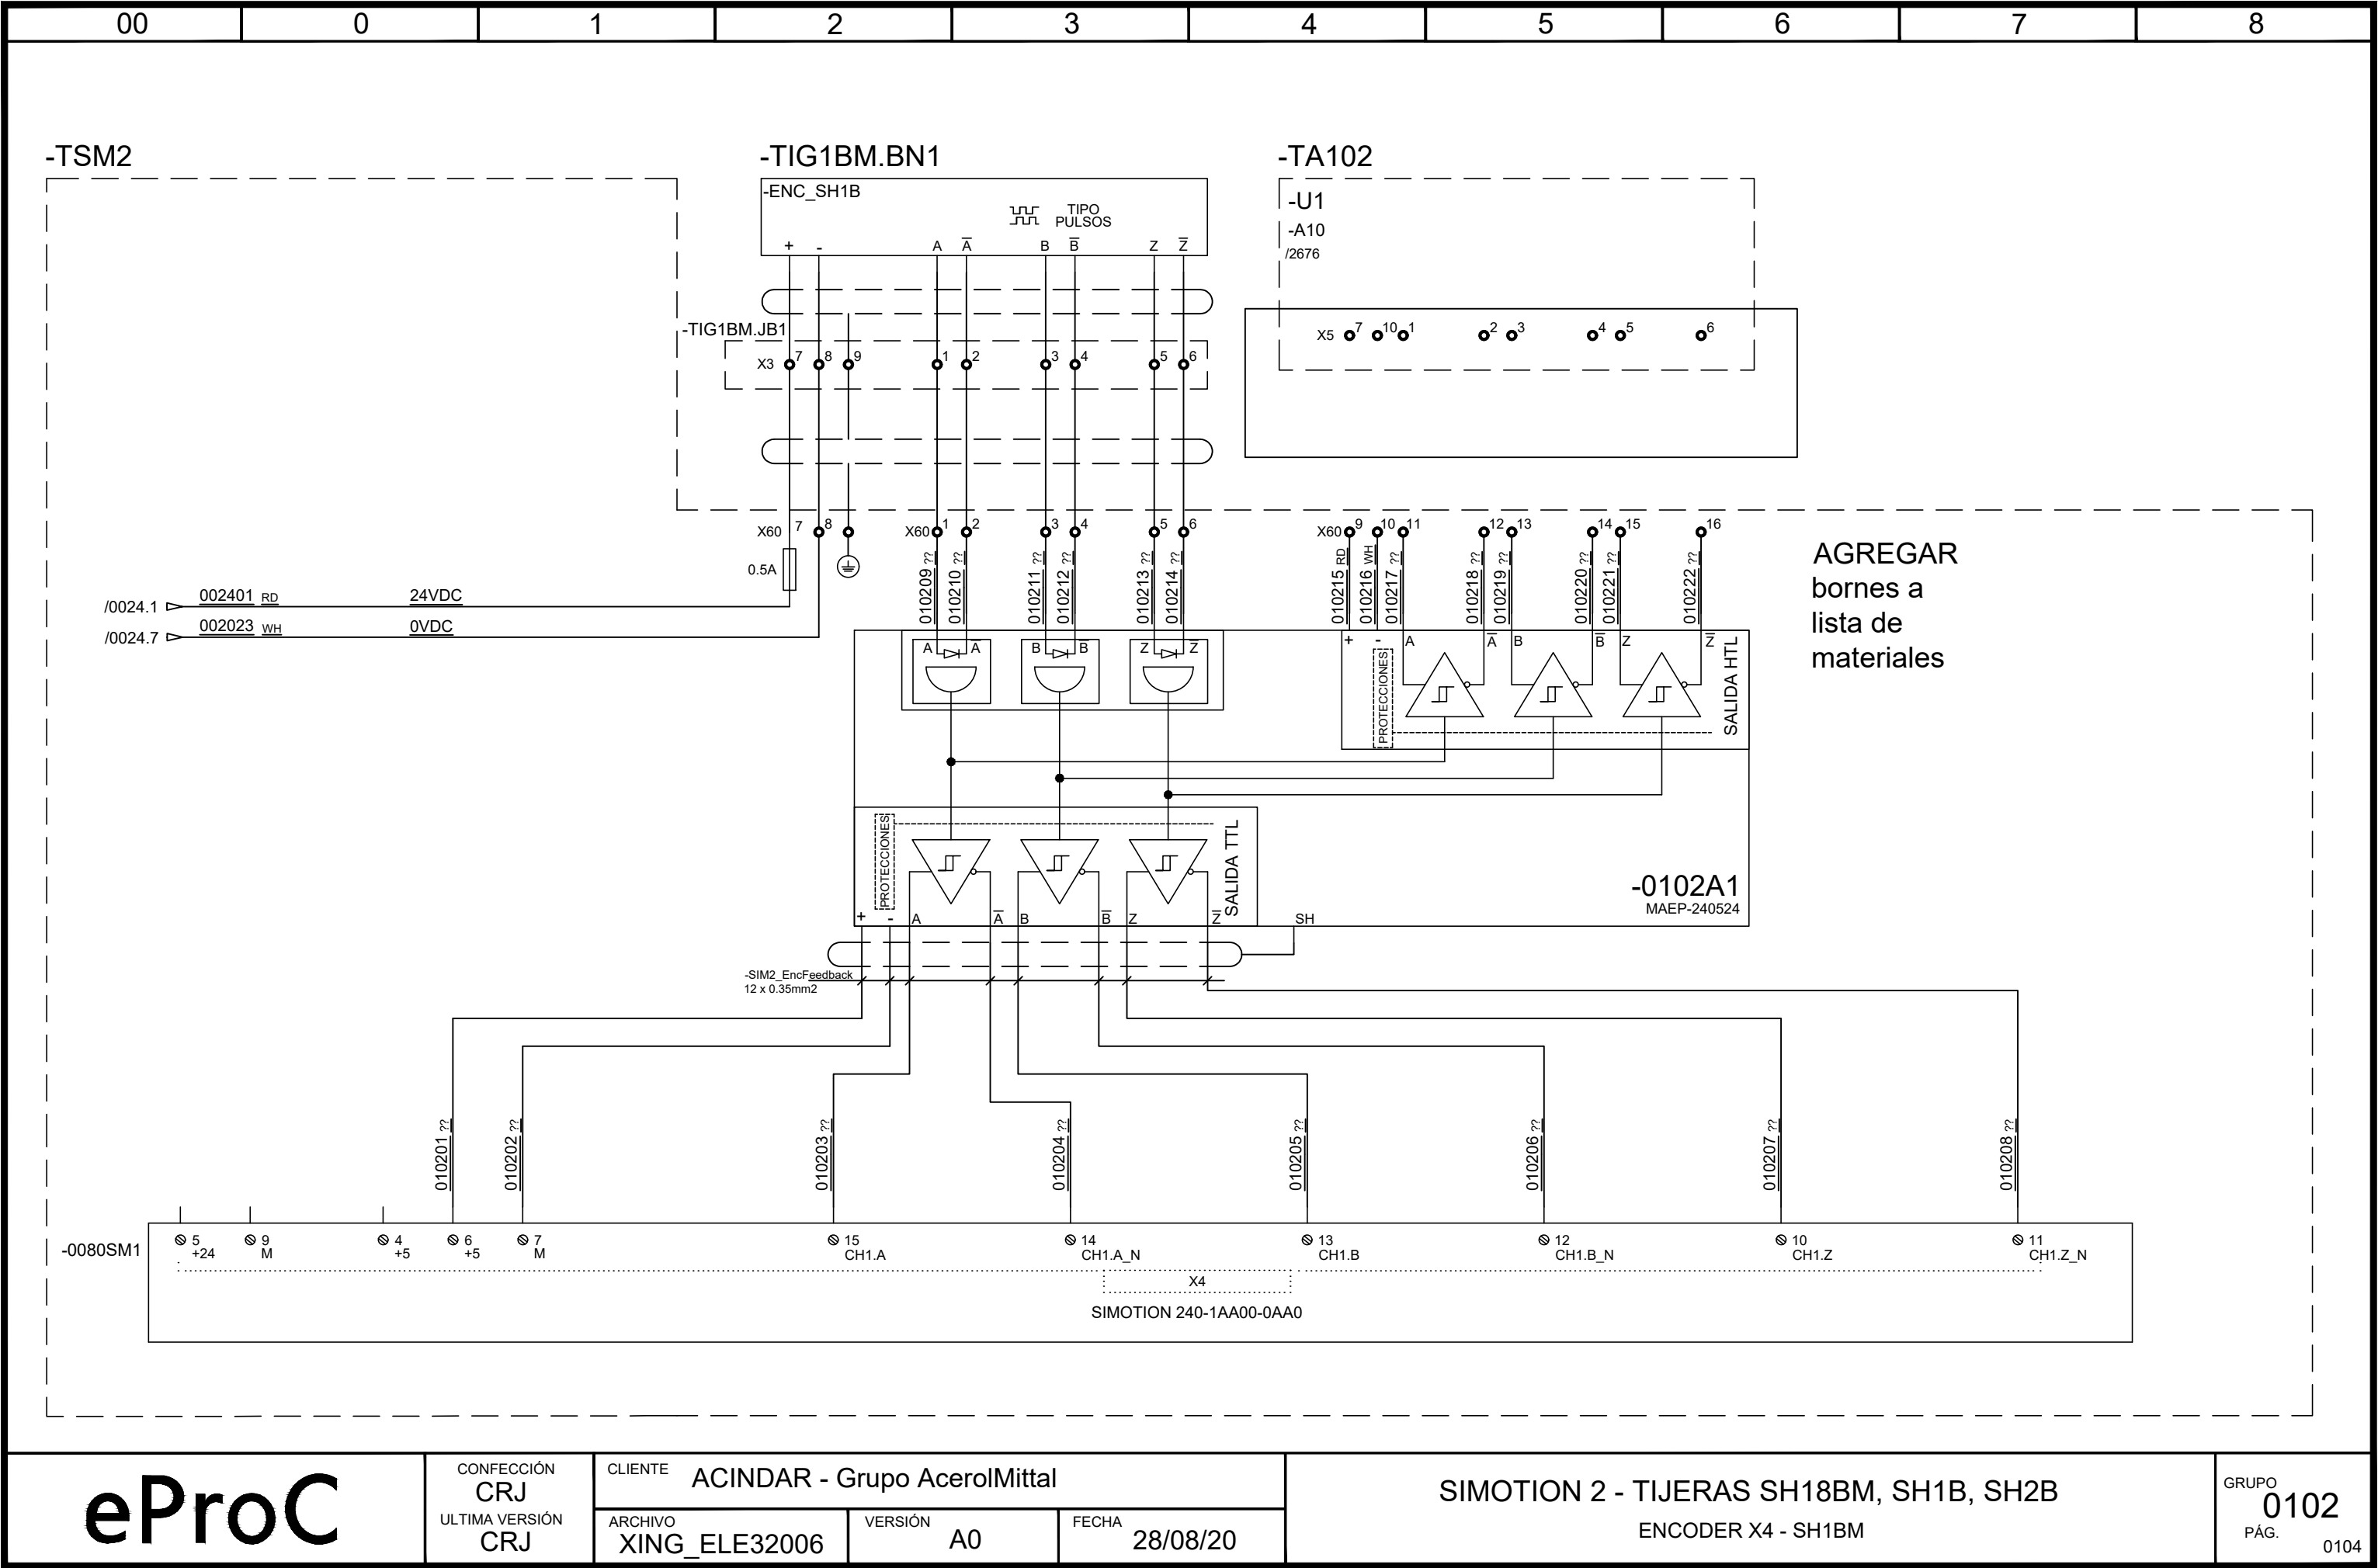 00 0 1 2 3 4 5 6 7 8
-TSM2
-TIG1BM.BN1
-TA102
-ENC_SH1B
TIPO
PULSOS
+ - A A̅ B B̅ Z Z̅
-U1
-A10
/2676
-TIG1BM.JB1
X3 7 8 9 1 2 3 4 5 6
X5 7 10 1 2 3 4 5 6
X60 7 8 X60 1 2 3 4 5 6
X60 9 10 11 12 13 14 15 16
0.5A
010209 ??
010210 ??
010211 ??
010212 ??
010213 ??
010214 ??
010215 RD
010216 WH
010217 ??
010218 ??
010219 ??
010220 ??
010221 ??
010222 ??
AGREGAR
bornes a
lista de
materiales
/0024.1 002401 RD 24VDC
/0024.7 002023 WH 0VDC
A A̅ B B̅ Z Z̅
+ - A A̅ B B̅ Z Z̅
PROTECCIONES
SALIDA HTL
PROTECCIONES
SALIDA TTL
-0102A1
MAEP-240524
+ - A A̅ B B̅ Z Z̅ SH
-SIM2_EncFeedback
12 x 0.35mm2
010201 ??
010202 ??
010203 ??
010204 ??
010205 ??
010206 ??
010207 ??
010208 ??
-0080SM1
5 9 4 6 7 15 14 13 12 10 11
+24 M +5 +5 M CH1.A CH1.A_N CH1.B CH1.B_N CH1.Z CH1.Z_N
X4
SIMOTION 240-1AA00-0AA0
eProC
CONFECCIÓN
CRJ
ULTIMA VERSIÓN
CRJ
CLIENTE ACINDAR - Grupo AcerolMittal
ARCHIVO
XING_ELE32006
VERSIÓN
A0
FECHA
28/08/20
SIMOTION 2 - TIJERAS SH18BM, SH1B, SH2B
ENCODER X4 - SH1BM
GRUPO
0102
PÁG.
0104